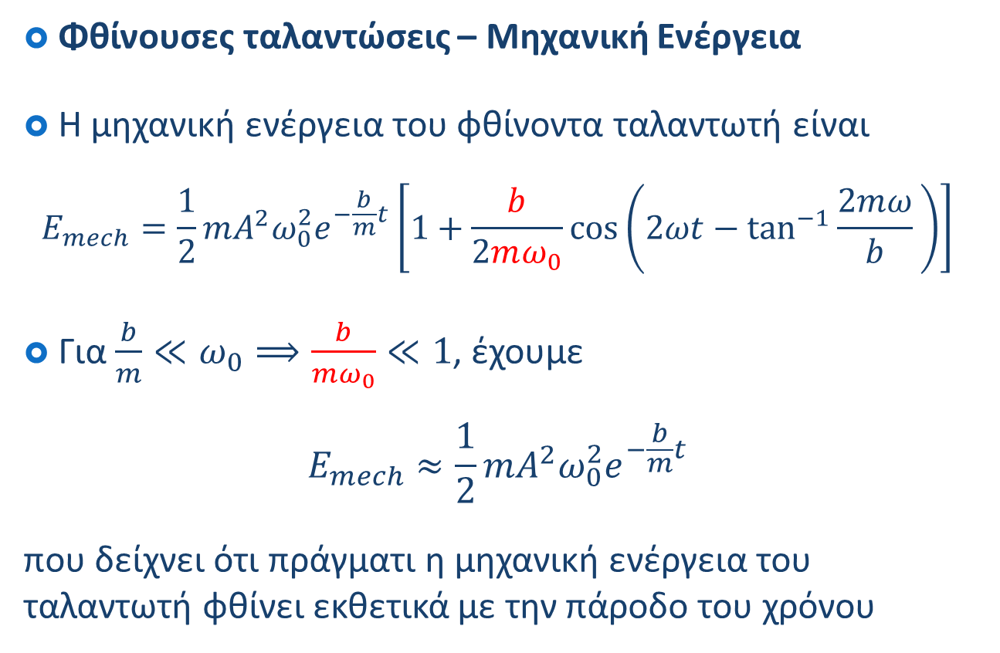 Φθίνουσες ταλαντώσεις – Μηχανική Ενέργεια
Η μηχανική ενέργεια του φθίνοντα ταλαντωτή είναι
$E_{mech} = \frac{1}{2} m A^2 \omega_0^2 e^{-\frac{b}{m}t} \left[ 1 + \frac{b}{2m\omega_0} \cos \left( 2\omega t - \tan^{-1} \frac{2m\omega}{b} \right) \right]$
Για $\frac{b}{m} \ll \omega_0 \Longrightarrow \frac{b}{m\omega_0} \ll 1$, έχουμε
$E_{mech} \approx \frac{1}{2} m A^2 \omega_0^2 e^{-\frac{b}{m}t}$
που δείχνει ότι πράγματι η μηχανική ενέργεια του
ταλαντωτή φθίνει εκθετικά με την πάροδο του χρόνου